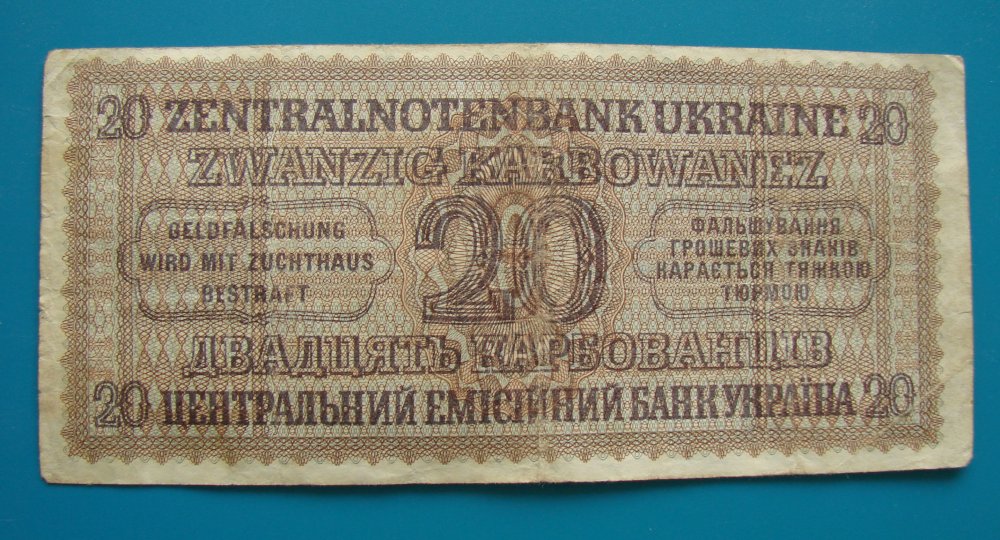 20 ZENTRALNOTENBANK UKRAINE 20
ZWANZIG KARBOWANEZ
GELDFÄLSCHUNG
WIRD MIT ZUCHTHAUS
BESTRAFT
20
ФАЛЬШУВАННЯ
ГРОШЕВИХ ЗНАКІВ
КАРАЄТЬСЯ ТЯЖКОЮ
ТЮРМОЮ
ДВАДЦЯТЬ КАРБОВАНЦІВ
20 ЦЕНТРАЛЬНИЙ ЕМІСІЙНИЙ БАНК УКРАЇНА 20